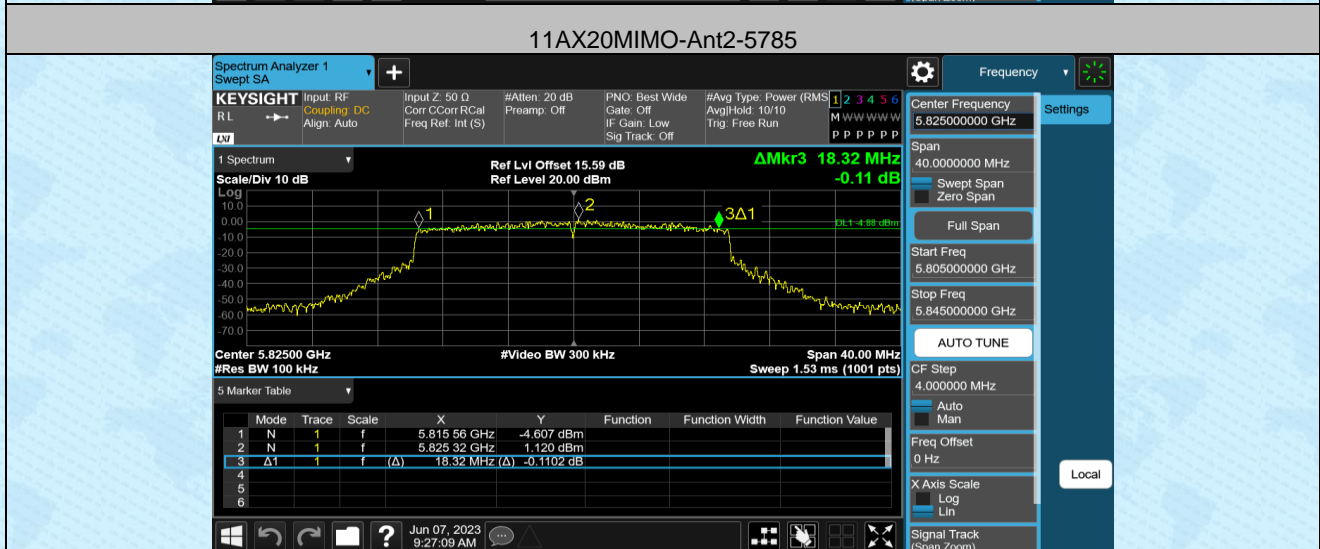 (Span Zoom)
11AX20MIMO-Ant2-5785
Spectrum Analyzer 1
Swept SA
Frequency
KEYSIGHT
R L
LXI
Input: RF
Coupling: DC
Align: Auto
Input Z: 50 Ω
Corr CCorr RCal
Freq Ref: Int (S)
#Atten: 20 dB
Preamp: Off
PNO: Best Wide
Gate: Off
IF Gain: Low
Sig Track: Off
#Avg Type: Power (RMS
Avg|Hold: 10/10
Trig: Free Run
1 2 3 4 5 6
M W W W W W
P P P P P P
1 Spectrum
Scale/Div 10 dB
Ref Lvl Offset 15.59 dB
Ref Level 20.00 dBm
ΔMkr3 18.32 MHz
-0.11 dB
Log
10.0
0.00
-10.0
-20.0
-30.0
-40.0
-50.0
-60.0
-70.0
1
2
3Δ1
DL1 -4.88 dBm
Center 5.82500 GHz
#Video BW 300 kHz
Span 40.00 MHz
#Res BW 100 kHz
Sweep 1.53 ms (1001 pts)
5 Marker Table
Mode Trace Scale X Y Function Function Width Function Value
1 N 1 f 5.815 56 GHz -4.607 dBm
2 N 1 f 5.825 32 GHz 1.120 dBm
3 Δ1 1 f (Δ) 18.32 MHz (Δ) -0.1102 dB
4
5
6
?
Jun 07, 2023
9:27:09 AM
Center Frequency
5.825000000 GHz
Settings
Span
40.0000000 MHz
Swept Span
Zero Span
Full Span
Start Freq
5.805000000 GHz
Stop Freq
5.845000000 GHz
AUTO TUNE
CF Step
4.000000 MHz
Auto
Man
Freq Offset
0 Hz
X Axis Scale
Log
Lin
Local
Signal Track
(Span Zoom)